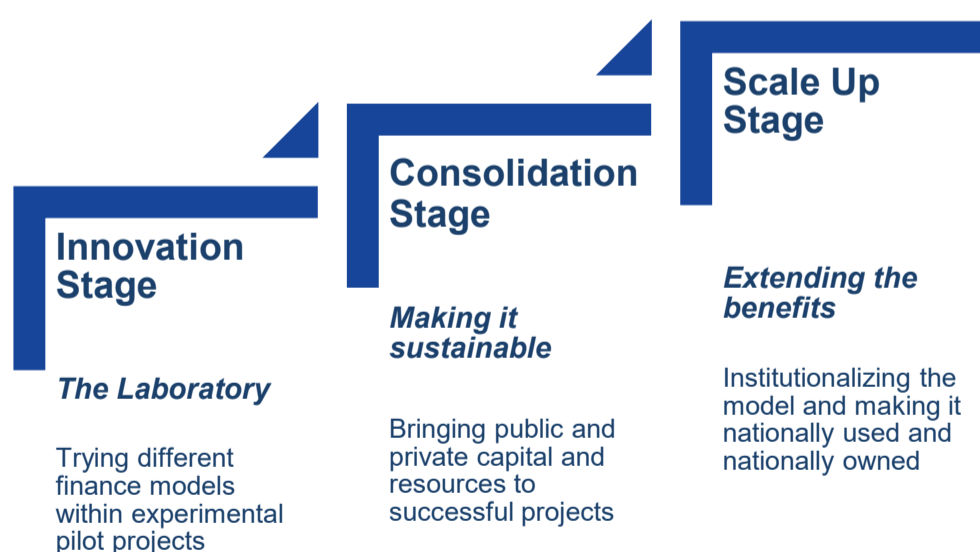 Innovation
Stage
The Laboratory
Trying different
finance models
within experimental
pilot projects
Consolidation
Stage
Making it
sustainable
Bringing public and
private capital and
resources to
successful projects
Scale Up
Stage
Extending the
benefits
Institutionalizing the
model and making it
nationally used and
nationally owned